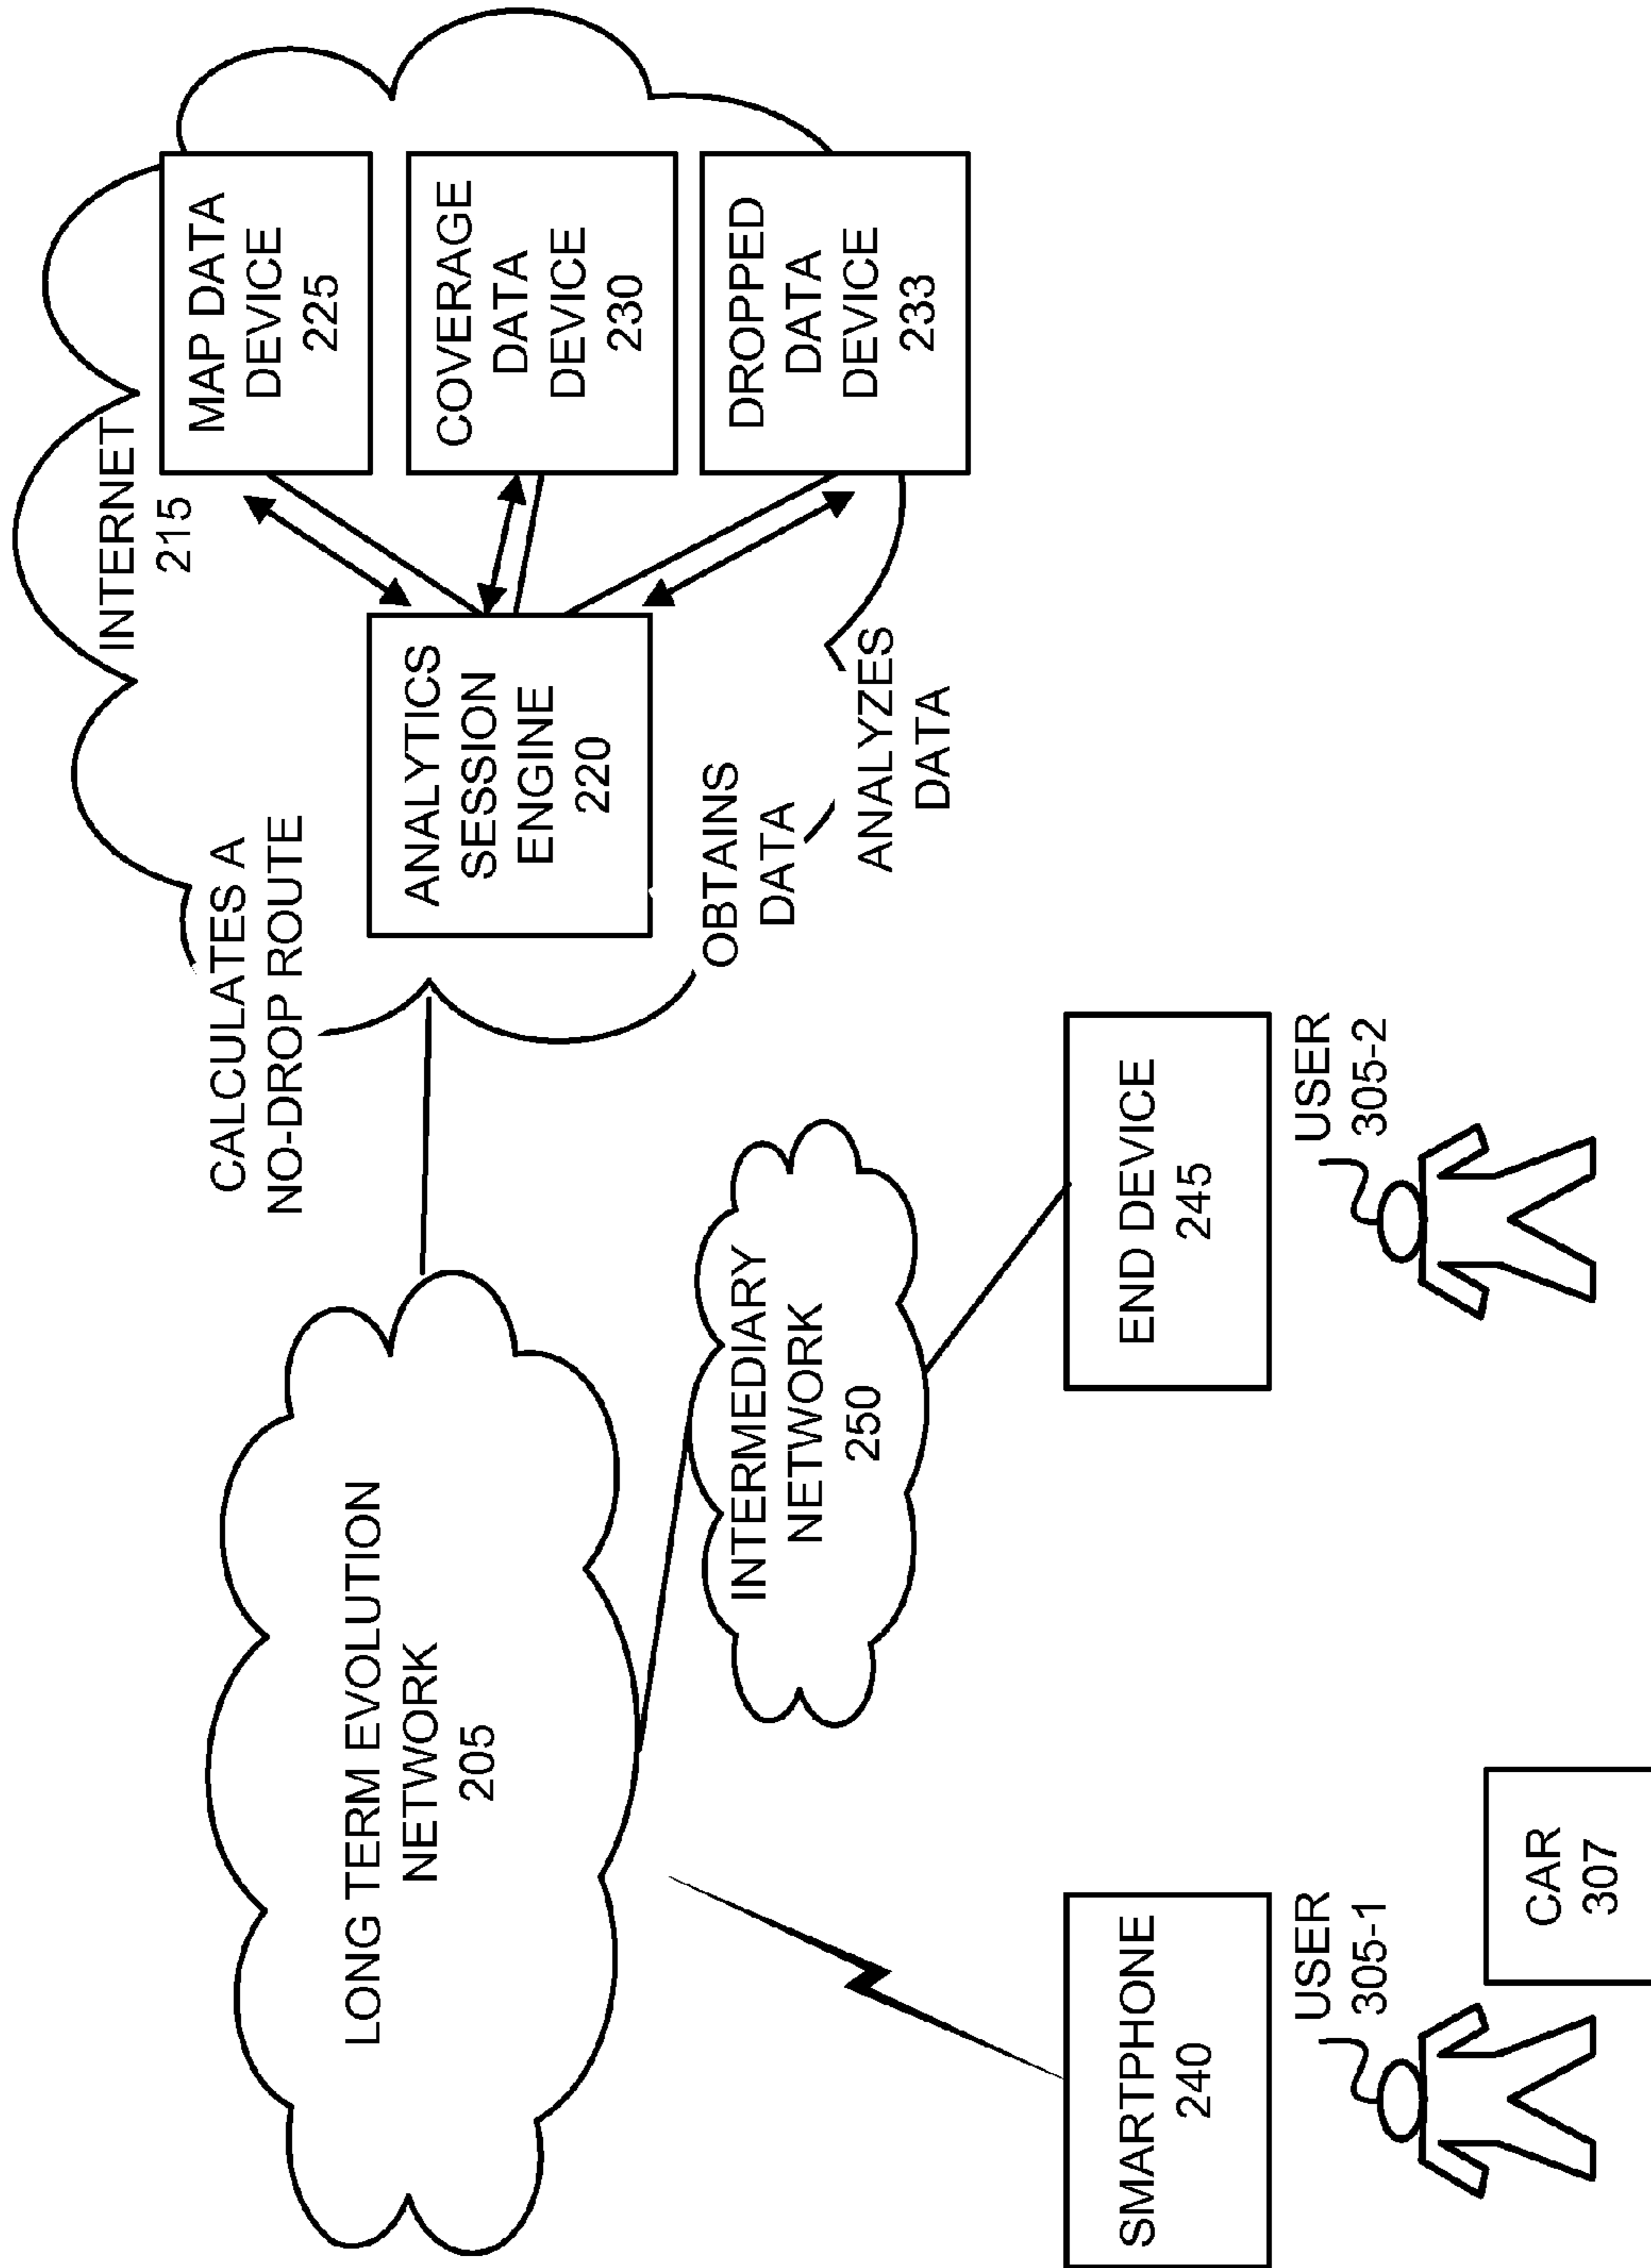 LONG TERM EVOLUTION
NETWORK
205
CALCULATES A
NO-DROP ROUTE
INTERNET
215
ANALYTICS
SESSION
ENGINE
220
MAP DATA
DEVICE
225
COVERAGE
DATA
DEVICE
230
DROPPED
DATA
DEVICE
233
OBTAINS
DATA
ANALYZES
DATA
INTERMEDIARY
NETWORK
250
SMARTPHONE
240
END DEVICE
245
USER
305-1
USER
305-2
CAR
307